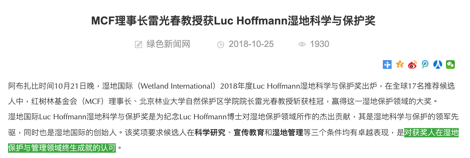 MCF理事长雷光春教授获Luc Hoffmann湿地科学与保护奖
绿色新闻网 2018-10-25 1930
阿布扎比时间10月21日晚，湿地国际（Wetland International）2018年度Luc Hoffmann湿地科学与保护奖出炉，在全球17名推荐候选
人中，红树林基金会（MCF）理事长、北京林业大学自然保护区学院院长雷光春教授斩获桂冠，赢得这一湿地保护领域的大奖。
湿地国际Luc Hoffmann湿地科学与保护奖是为纪念Luc Hoffmann博士对湿地保护领域所作的杰出贡献，其是湿地科学与保护的领军先
驱，同时也是湿地国际的创始人。该奖项要求候选人在科学研究、宣传教育和湿地管理等三个条件均有卓越表现，是对获奖人在湿地
保护与管理领域终生成就的认可。